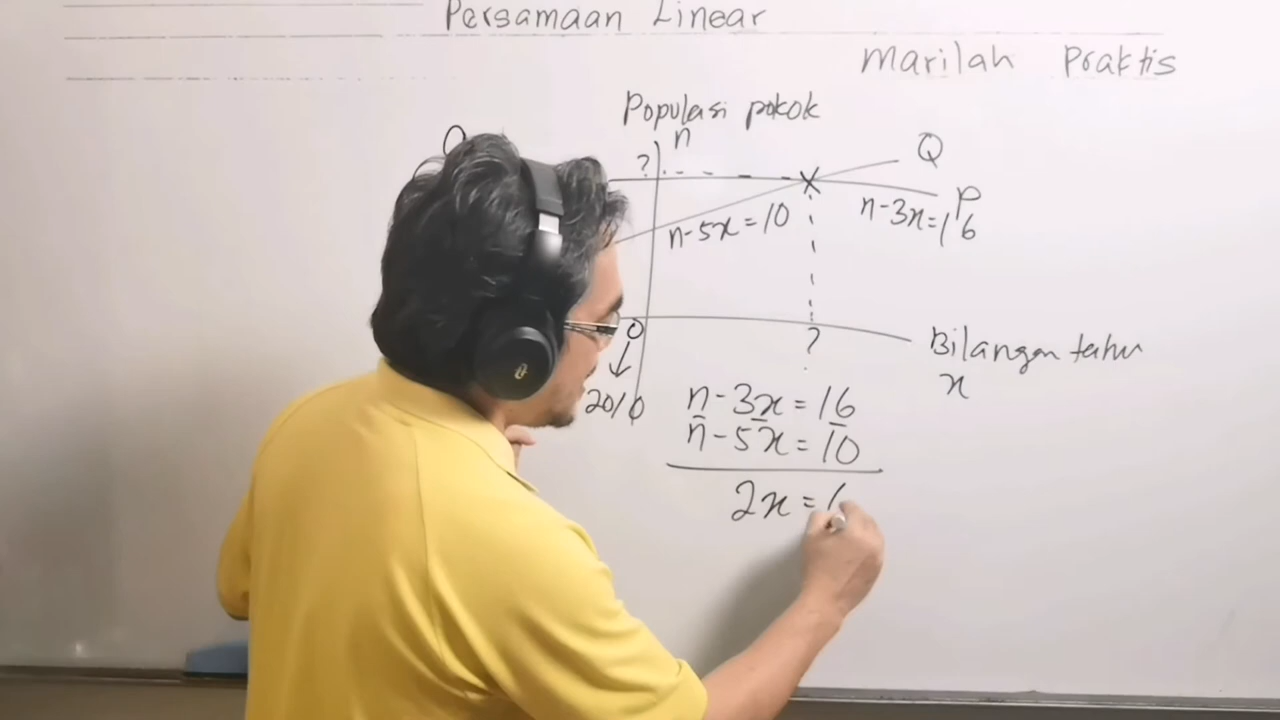 Persamaan Linear
Marilah Praktis
Populasi pokok
n
?
Q
P
n-5x=10
n-3x=16
0
?
Bilangan tahu
x
2010
n-3x=16
n-5x=10
2x=6